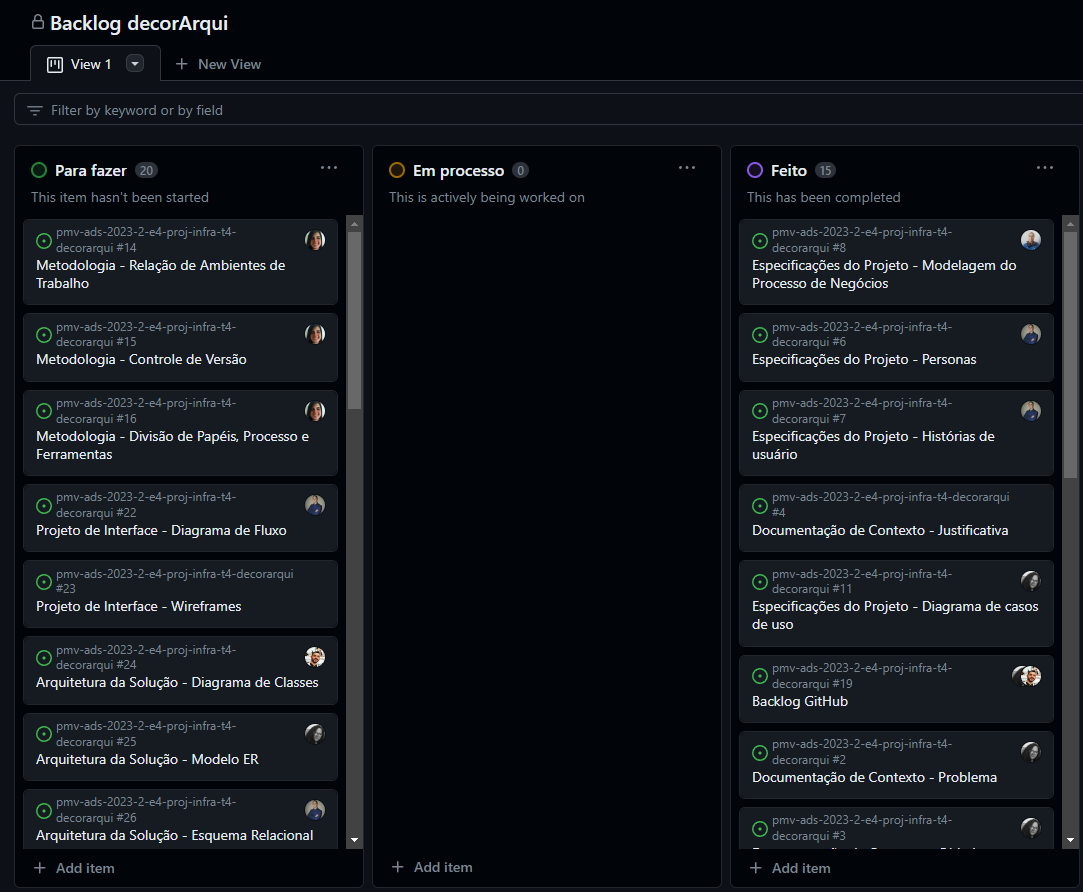 Backlog decorArqui
View 1
New View
Filter by keyword or by field
Para fazer 20
This item hasn't been started
pmv-ads-2023-2-e4-proj-infra-t4-
decorarqui #14
Metodologia - Relação de Ambientes de
Trabalho
pmv-ads-2023-2-e4-proj-infra-t4-
decorarqui #15
Metodologia - Controle de Versão
pmv-ads-2023-2-e4-proj-infra-t4-
decorarqui #16
Metodologia - Divisão de Papéis, Processo e
Ferramentas
pmv-ads-2023-2-e4-proj-infra-t4-
decorarqui #22
Projeto de Interface - Diagrama de Fluxo
pmv-ads-2023-2-e4-proj-infra-t4-decorarqui
#23
Projeto de Interface - Wireframes
pmv-ads-2023-2-e4-proj-infra-t4-
decorarqui #24
Arquitetura da Solução - Diagrama de Classes
pmv-ads-2023-2-e4-proj-infra-t4-
decorarqui #25
Arquitetura da Solução - Modelo ER
pmv-ads-2023-2-e4-proj-infra-t4-
decorarqui #26
Arquitetura da Solução - Esquema Relacional
Add item
Em processo 0
This is actively being worked on
Add item
Feito 15
This has been completed
pmv-ads-2023-2-e4-proj-infra-t4-
decorarqui #8
Especificações do Projeto - Modelagem do
Processo de Negócios
pmv-ads-2023-2-e4-proj-infra-t4-
decorarqui #6
Especificações do Projeto - Personas
pmv-ads-2023-2-e4-proj-infra-t4-
decorarqui #7
Especificações do Projeto - Histórias de
usuário
pmv-ads-2023-2-e4-proj-infra-t4-decorarqui
#4
Documentação de Contexto - Justificativa
pmv-ads-2023-2-e4-proj-infra-t4-
decorarqui #11
Especificações do Projeto - Diagrama de casos
de uso
pmv-ads-2023-2-e4-proj-infra-t4-
decorarqui #19
Backlog GitHub
pmv-ads-2023-2-e4-proj-infra-t4-
decorarqui #2
Documentação de Contexto - Problema
pmv-ads-2023-2-e4-proj-infra-t4-
decorarqui #3
Add item